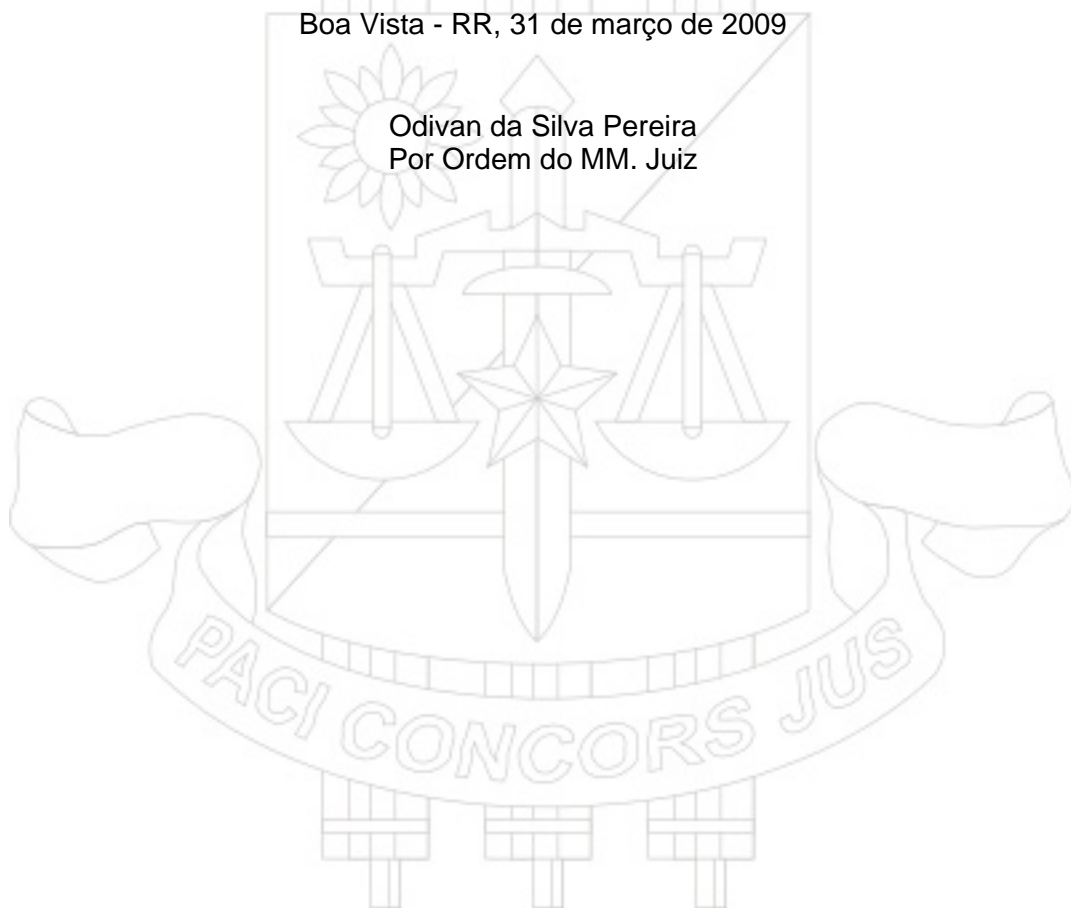 Boa Vista - RR, 31 de março de 2009
Odivan da Silva Pereira
Por Ordem do MM. Juiz
PACI CONCORS JUS